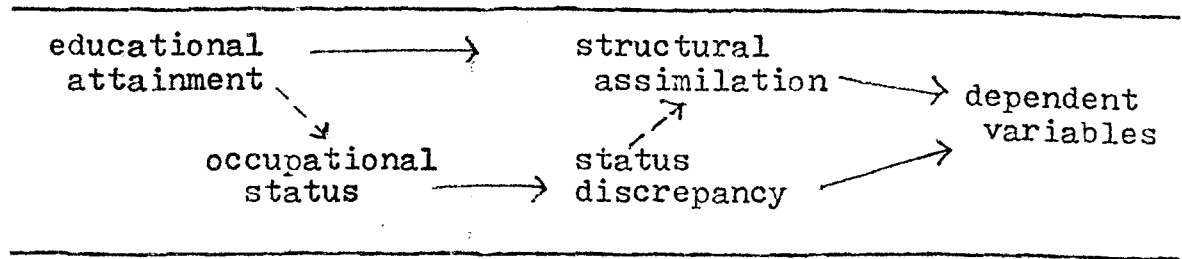 educational
attainment
structural
assimilation
dependent
variables
occupational
status
status
discrepancy